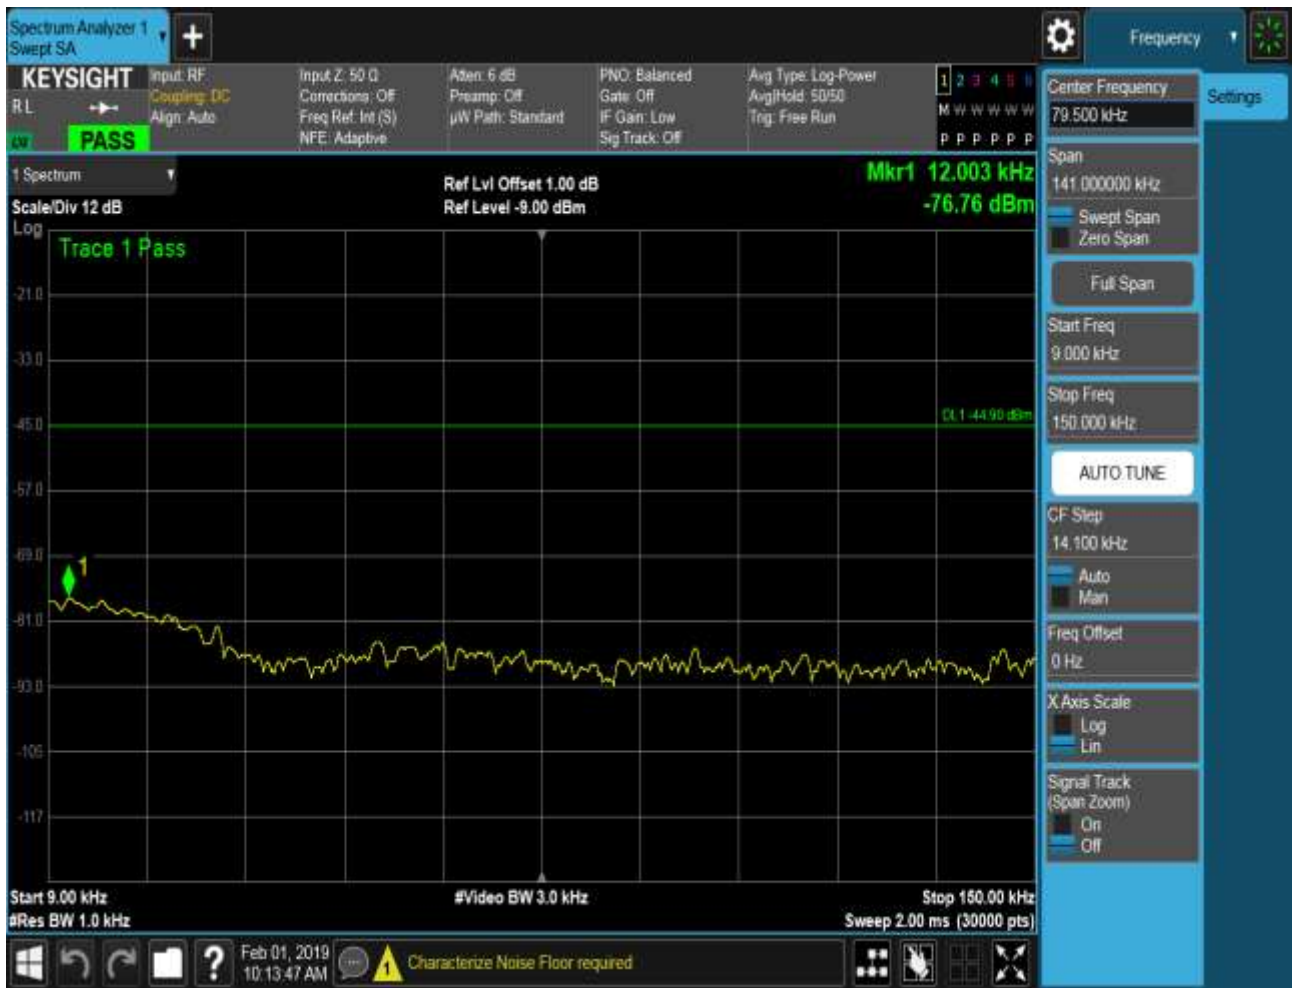 Spectrum Analyzer 1
Swept SA
+
Frequency
KEYSIGHT
R L
PASS
Input: RF
Coupling: DC
Align: Auto
Input Z: 50 Ω
Corrections: Off
Freq Ref: Int (S)
NFE: Adaptive
Atten: 6 dB
Preamp: Off
µW Path: Standard
PNO: Balanced
Gate: Off
IF Gain: Low
Sig Track: Off
Avg Type: Log-Power
Avg|Hold: 50/50
Trig: Free Run
1 2 3 4 5 6
M W W W W W
P P P P P P
1 Spectrum
Scale/Div 12 dB
Ref Lvl Offset 1.00 dB
Ref Level -9.00 dBm
Mkr1 12.003 kHz
-76.76 dBm
Log
Trace 1 Pass
-21.0
-33.0
-45.0
DL1 -44.90 dBm
-57.0
-69.0
1
-81.0
-93.0
-105
-117
Start 9.00 kHz
#Video BW 3.0 kHz
Stop 150.00 kHz
#Res BW 1.0 kHz
Sweep 2.00 ms (30000 pts)
Center Frequency
79.500 kHz
Settings
Span
141.000000 kHz
Swept Span
Zero Span
Full Span
Start Freq
9.000 kHz
Stop Freq
150.000 kHz
AUTO TUNE
CF Step
14.100 kHz
Auto
Man
Freq Offset
0 Hz
X Axis Scale
Log
Lin
Signal Track
(Span Zoom)
On
Off
?
Feb 01, 2019
10:13:47 AM
1
Characterize Noise Floor required